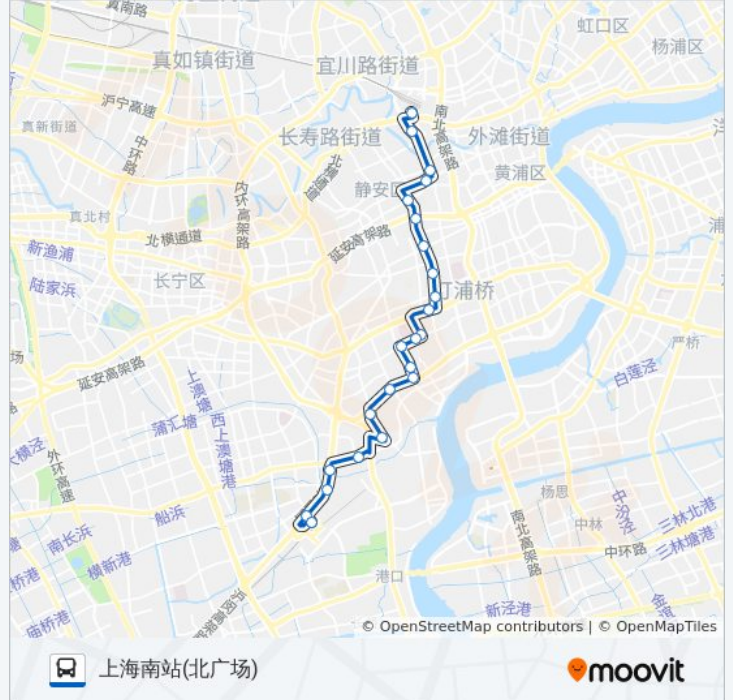 真南路
虹口区
杨浦区
真如镇街道
宜川路街道
沪宁高速
真新街道
中环路
长寿路街道
南北高架路
外滩街道
北横通道
静安区
黄浦区
内环高架路
真北村
北横通道
延安高架路
新渔浦
长宁区
陆家浜
打浦桥
严桥
延安高架路
白莲泾
上澳塘
蒲汇塘
西上澳塘港
外环高速
船浜
杨思
中汾泾
南长浜
中林
三林北港
南北高架路
中环路
三林塘港
横新港
港口
新泾港
庙桥港
沪闵高架路
© OpenStreetMap contributors | © OpenMapTiles
上海南站(北广场)
moovit